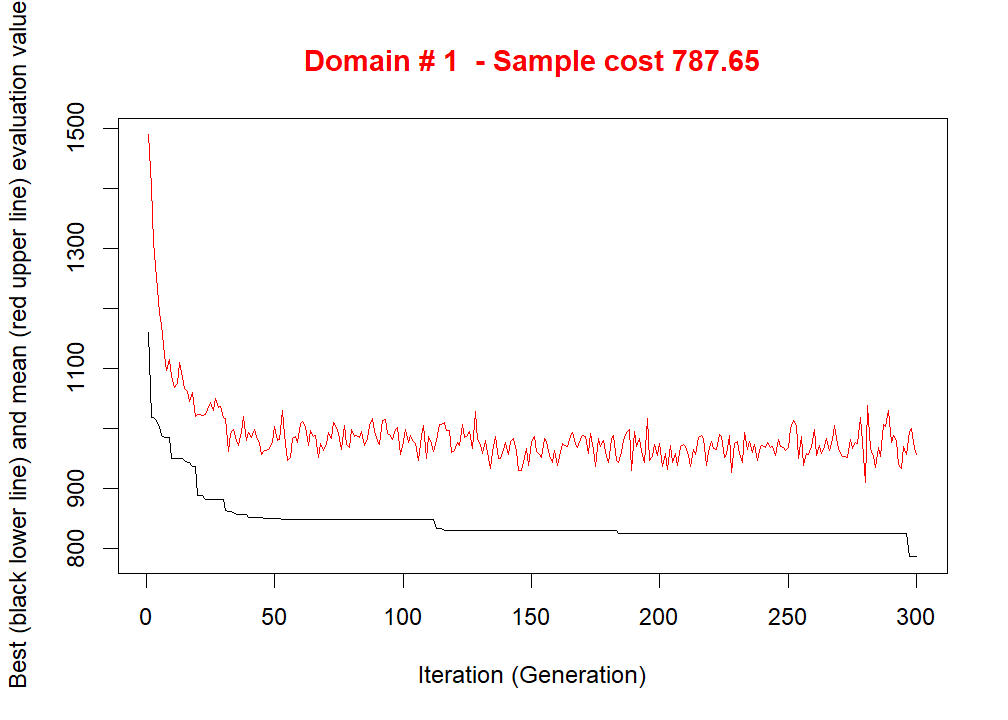 Domain # 1  - Sample cost 787.65
Best (black lower line) and mean (red upper line) evaluation value
1500
1300
1100
900
800
0 50 100 150 200 250 300
Iteration (Generation)